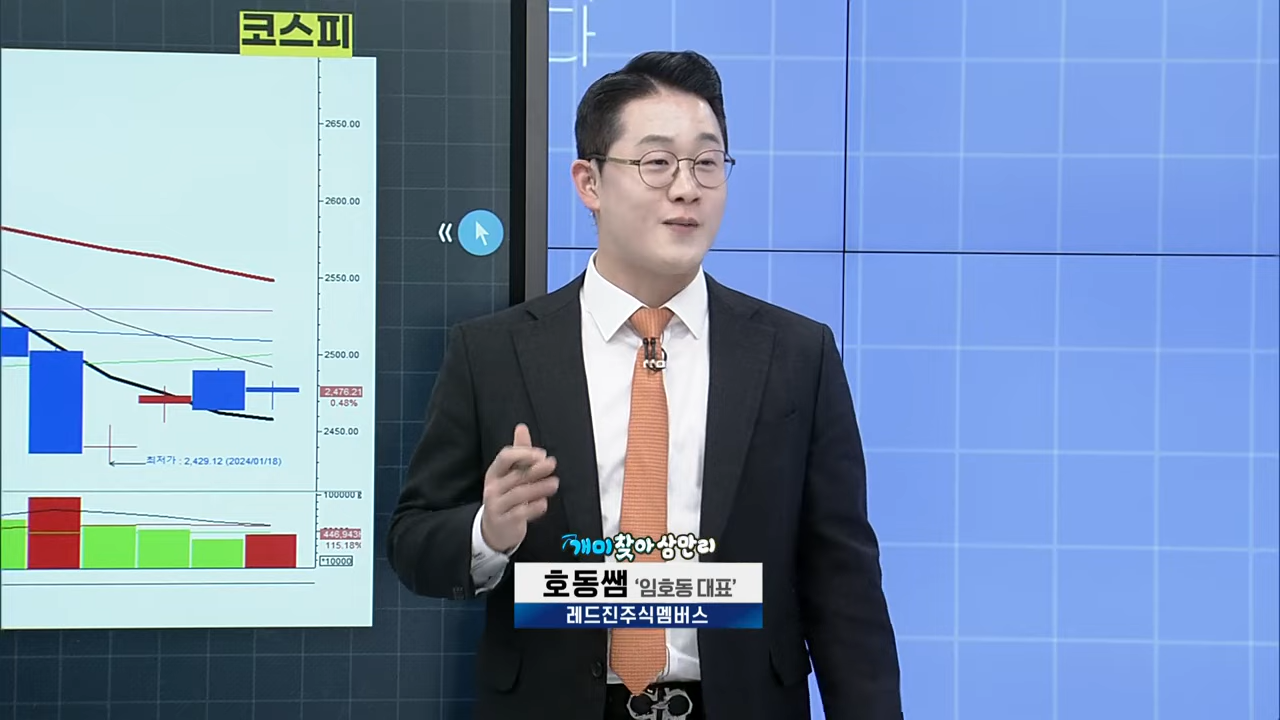 코스피
2650.00
2600.00
2550.00
2500.00
2,476.21
0.48%
2450.00
최저가 : 2,429.12 (2024/01/18)
100000
446,943
115.18%
*10000
개미찾아삼만리
호동쌤 ‘임호동 대표’
레드진주식멤버스